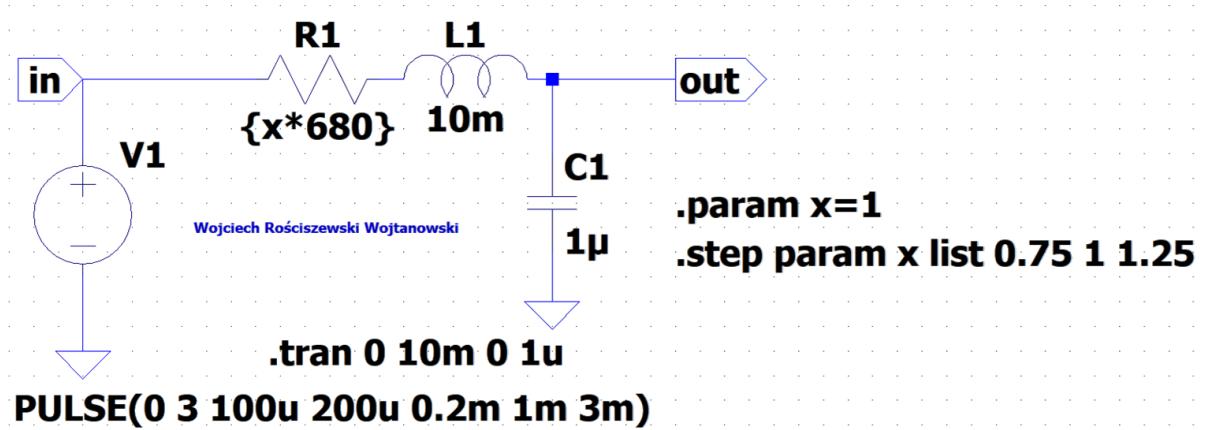 R1
L1
in
out
{x*680}
10m
V1
C1
.param x=1
Wojciech Rościszewski Wojtanowski
1µ
.step param x list 0.75 1 1.25
.tran 0 10m 0 1u
PULSE(0 3 100u 200u 0.2m 1m 3m)